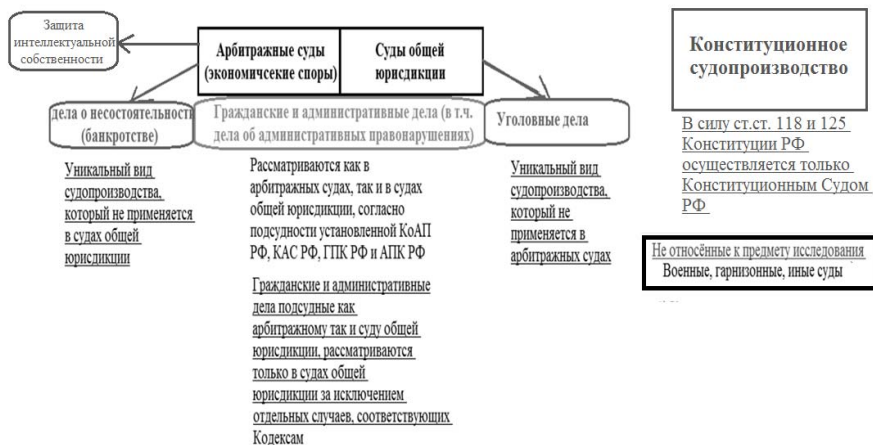 Защита
интеллектуальной
собственности
Арбитражные суды
(экономичсекие споры)
Суды общей
юрисдикции
дела о несостоятельности
(банкротстве)
Гражданские и административные дела (в т.ч.
дела об административных правонарушениях)
Уголовные дела
Уникальный вид
судопроизводства,
который не применяется
в судах общей
юрисдикции
Рассматриваются как в
арбитражных судах, так и в судах
общей юрисдикции, согласно
подсудности установленной КоАП
РФ, КАС РФ, ГПК РФ и АПК РФ
Гражданские и административные
дела подсудные как
арбитражному так и суду общей
юрисдикции, рассматриваются
только в судах общей
юрисдикции за исключением
отдельных случаев, соответствующих
Кодексам
Уникальный вид
судопроизводства,
который не
применяется в
арбитражных судах
Конституционное
судопроизводство
В силу ст.ст. 118 и 125
Конституции РФ
осуществляется только
Конституционным Судом
РФ
Не относённые к предмету исследования
Военные, гарнизонные, иные суды